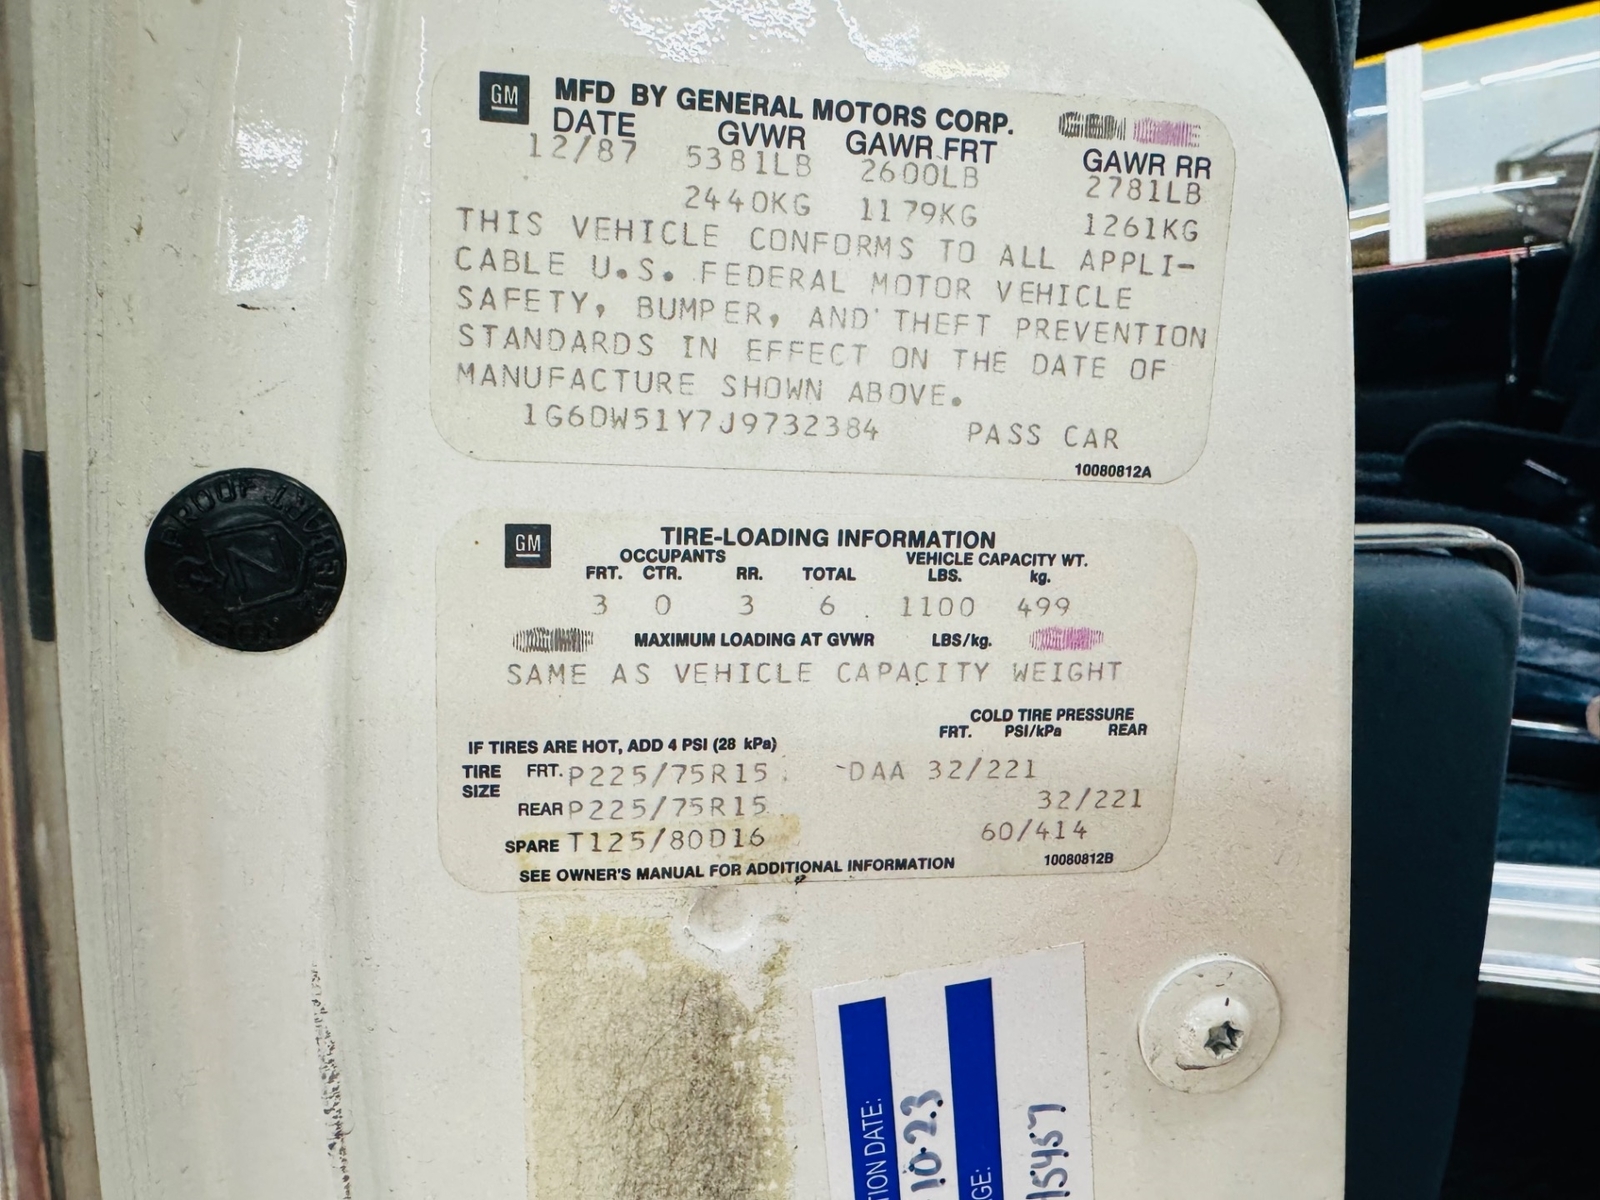 GM
MFD BY GENERAL MOTORS CORP.
DATE GVWR GAWR FRT GAWR RR
12/87 5381LB 2600LB 2781LB
2440KG 1179KG 1261KG
THIS VEHICLE CONFORMS TO ALL APPLI-
CABLE U.S. FEDERAL MOTOR VEHICLE
SAFETY, BUMPER, AND THEFT PREVENTION
STANDARDS IN EFFECT ON THE DATE OF
MANUFACTURE SHOWN ABOVE.
1G6DW51Y7J9732384 PASS CAR
10080812A
GM
TIRE-LOADING INFORMATION
OCCUPANTS VEHICLE CAPACITY WT.
FRT. CTR. RR. TOTAL LBS. kg.
3 0 3 6 1100 499
MAXIMUM LOADING AT GVWR LBS/kg.
SAME AS VEHICLE CAPACITY WEIGHT
COLD TIRE PRESSURE
FRT. PSI/kPa REAR
IF TIRES ARE HOT, ADD 4 PSI (28 kPa)
TIRE SIZE FRT. P225/75R15 DAA 32/221
REAR P225/75R15 32/221
SPARE T125/80D16 60/414
SEE OWNER'S MANUAL FOR ADDITIONAL INFORMATION 10080812B
DATE: